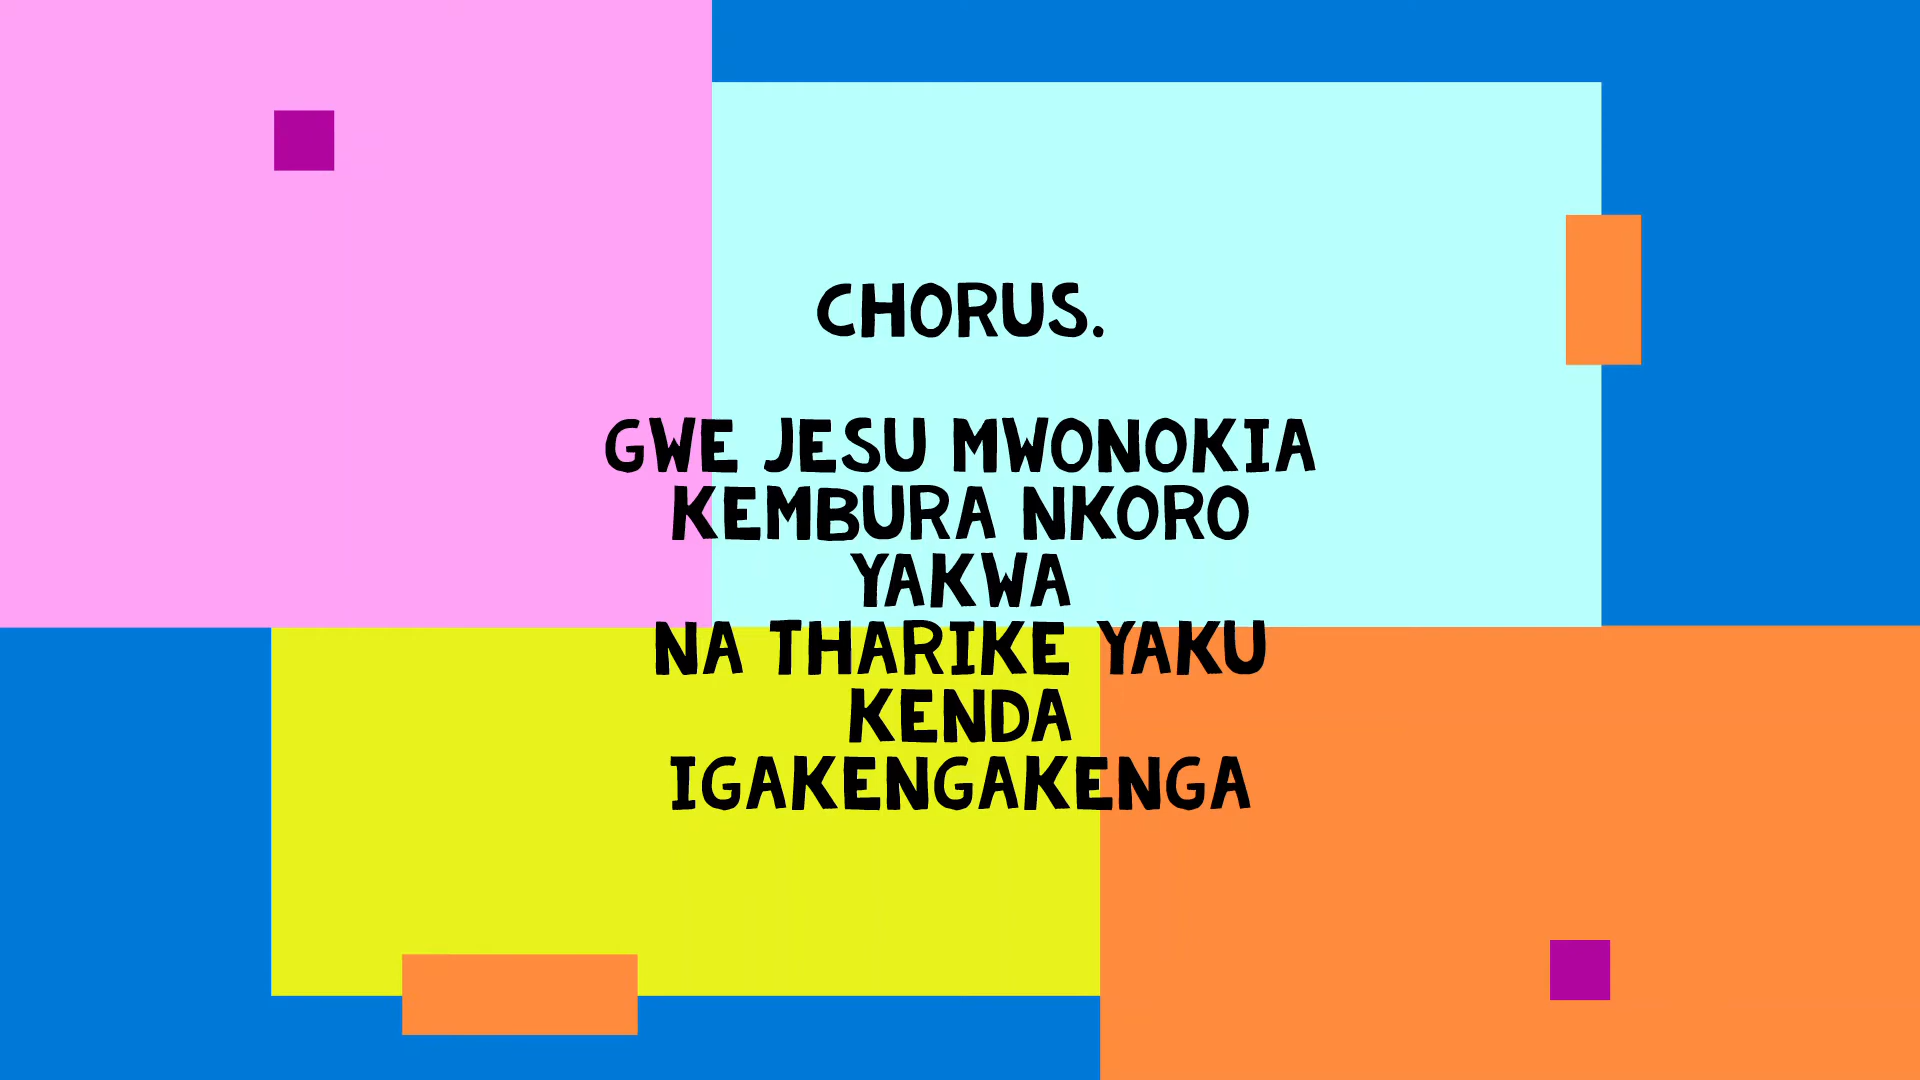 CHORUS.
GWE JESU MWONOKIA
KEMBURA NKORO
YAKWA
NA THARIKE YAKU
KENDA
IGAKENGAKENGA